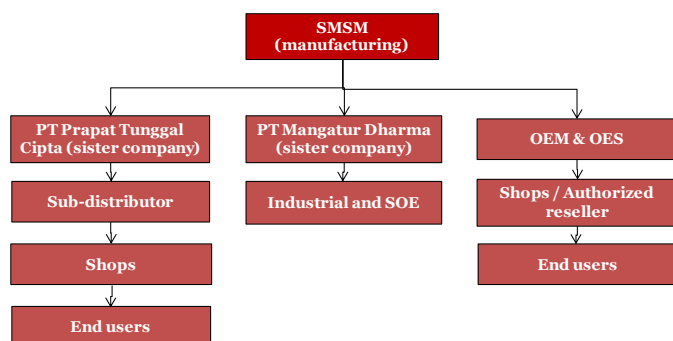 SMSM
(manufacturing)
PT Prapat Tunggal
Cipta (sister company)
PT Mangatur Dharma
(sister company)
OEM & OES
Sub-distributor
Industrial and SOE
Shops / Authorized
reseller
Shops
End users
End users